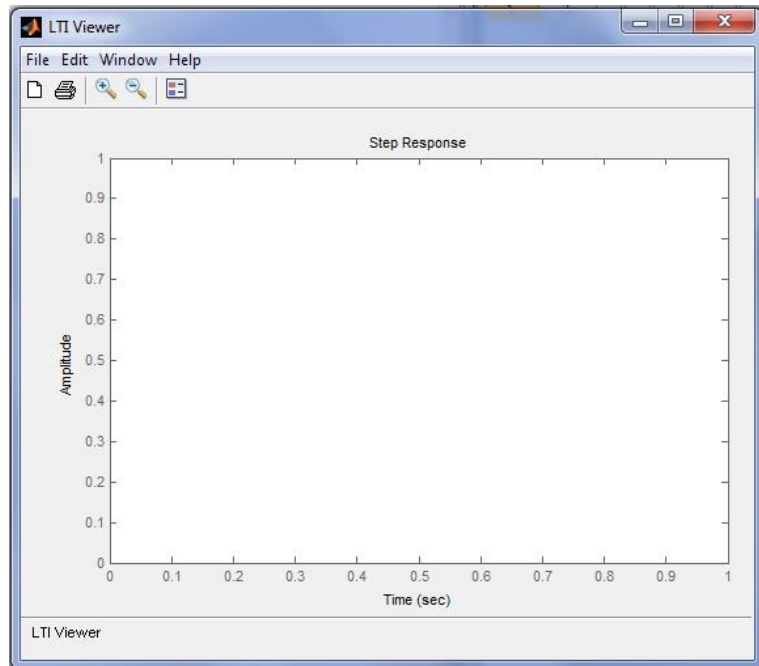 LTI Viewer
File Edit Window Help
Step Response
1
0.9
0.8
0.7
0.6
0.5
0.4
0.3
0.2
0.1
0
Amplitude
0 0.1 0.2 0.3 0.4 0.5 0.6 0.7 0.8 0.9 1
Time (sec)
LTI Viewer